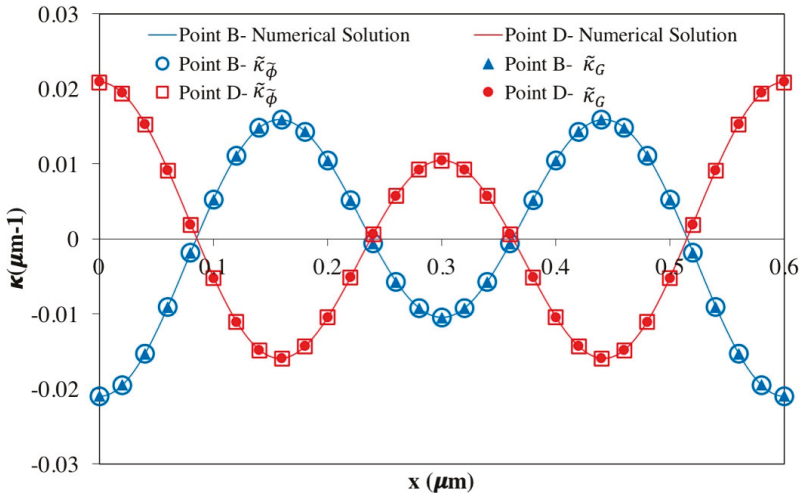 0.03
Point B- Numerical Solution
Point D- Numerical Solution
Point B- κ̃_ϕ̃
Point B- κ̃_G
0.02
Point D- κ̃_ϕ̃
Point D- κ̃_G
0.01
0
0 0.1 0.2 0.3 0.4 0.5 0.6
-0.01
-0.02
-0.03
κ(μm-1)
x (μm)